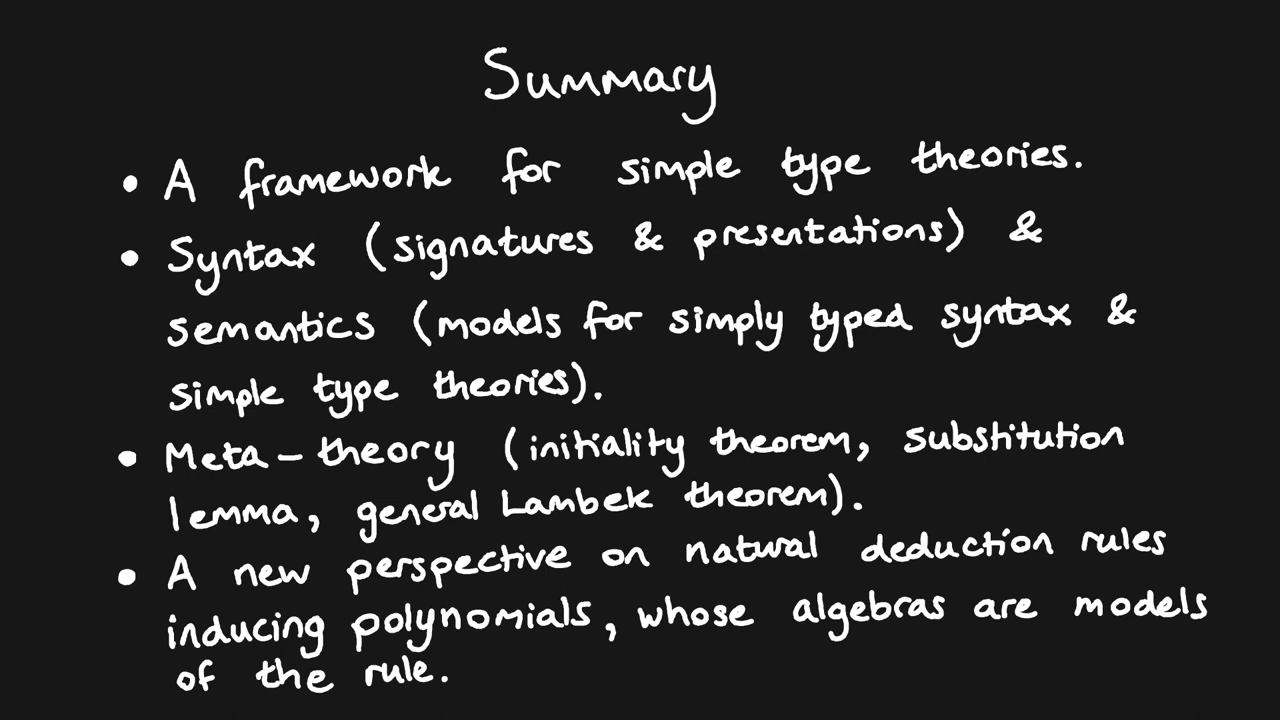 Summary
• A framework for simple type theories.
• Syntax (signatures & presentations) &
semantics (models for simply typed syntax &
simple type theories).
• Meta-theory (initiality theorem, substitution
lemma, general Lambek theorem).
• A new perspective on natural deduction rules
inducing polynomials, whose algebras are models
of the rule.